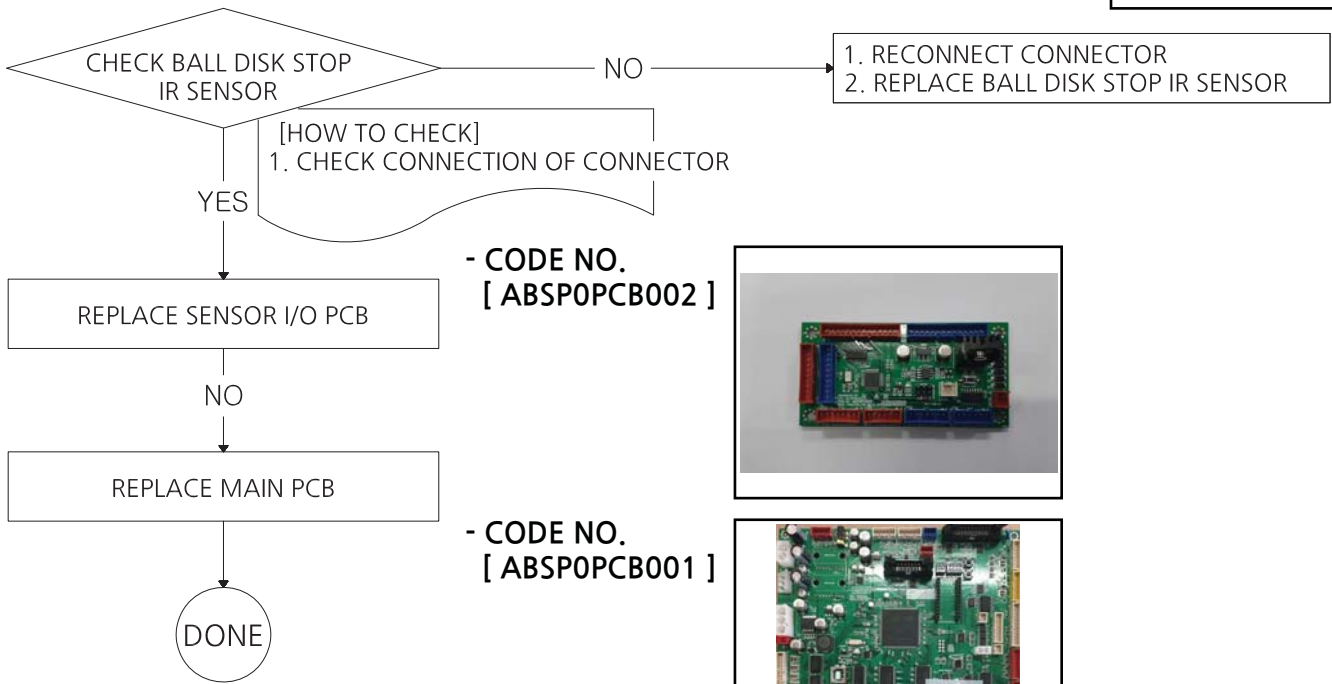 CHECK BALL DISK STOP
IR SENSOR
NO
1. RECONNECT CONNECTOR
2. REPLACE BALL DISK STOP IR SENSOR
[HOW TO CHECK]
1. CHECK CONNECTION OF CONNECTOR
YES
- CODE NO.
[ ABSP0PCB002 ]
REPLACE SENSOR I/O PCB
NO
REPLACE MAIN PCB
- CODE NO.
[ ABSP0PCB001 ]
DONE